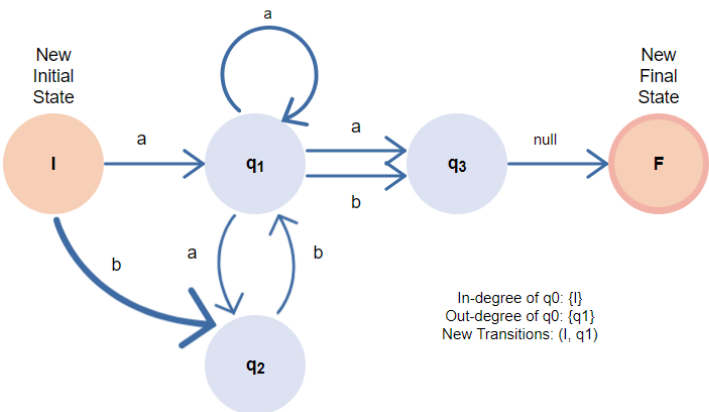 a
New
Initial
State
New
Final
State
I
a
q1
a
b
q3
null
F
b
a
b
q2
In-degree of q0: {I}
Out-degree of q0: {q1}
New Transitions: (I, q1)